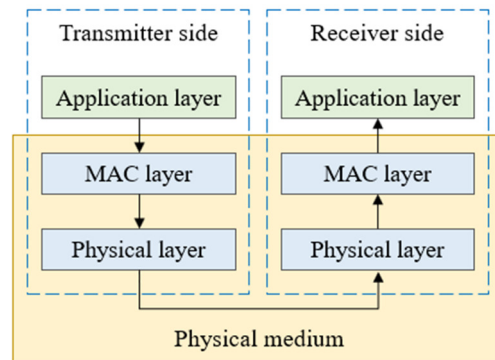 Transmitter side
Receiver side
Application layer
Application layer
MAC layer
MAC layer
Physical layer
Physical layer
Physical medium